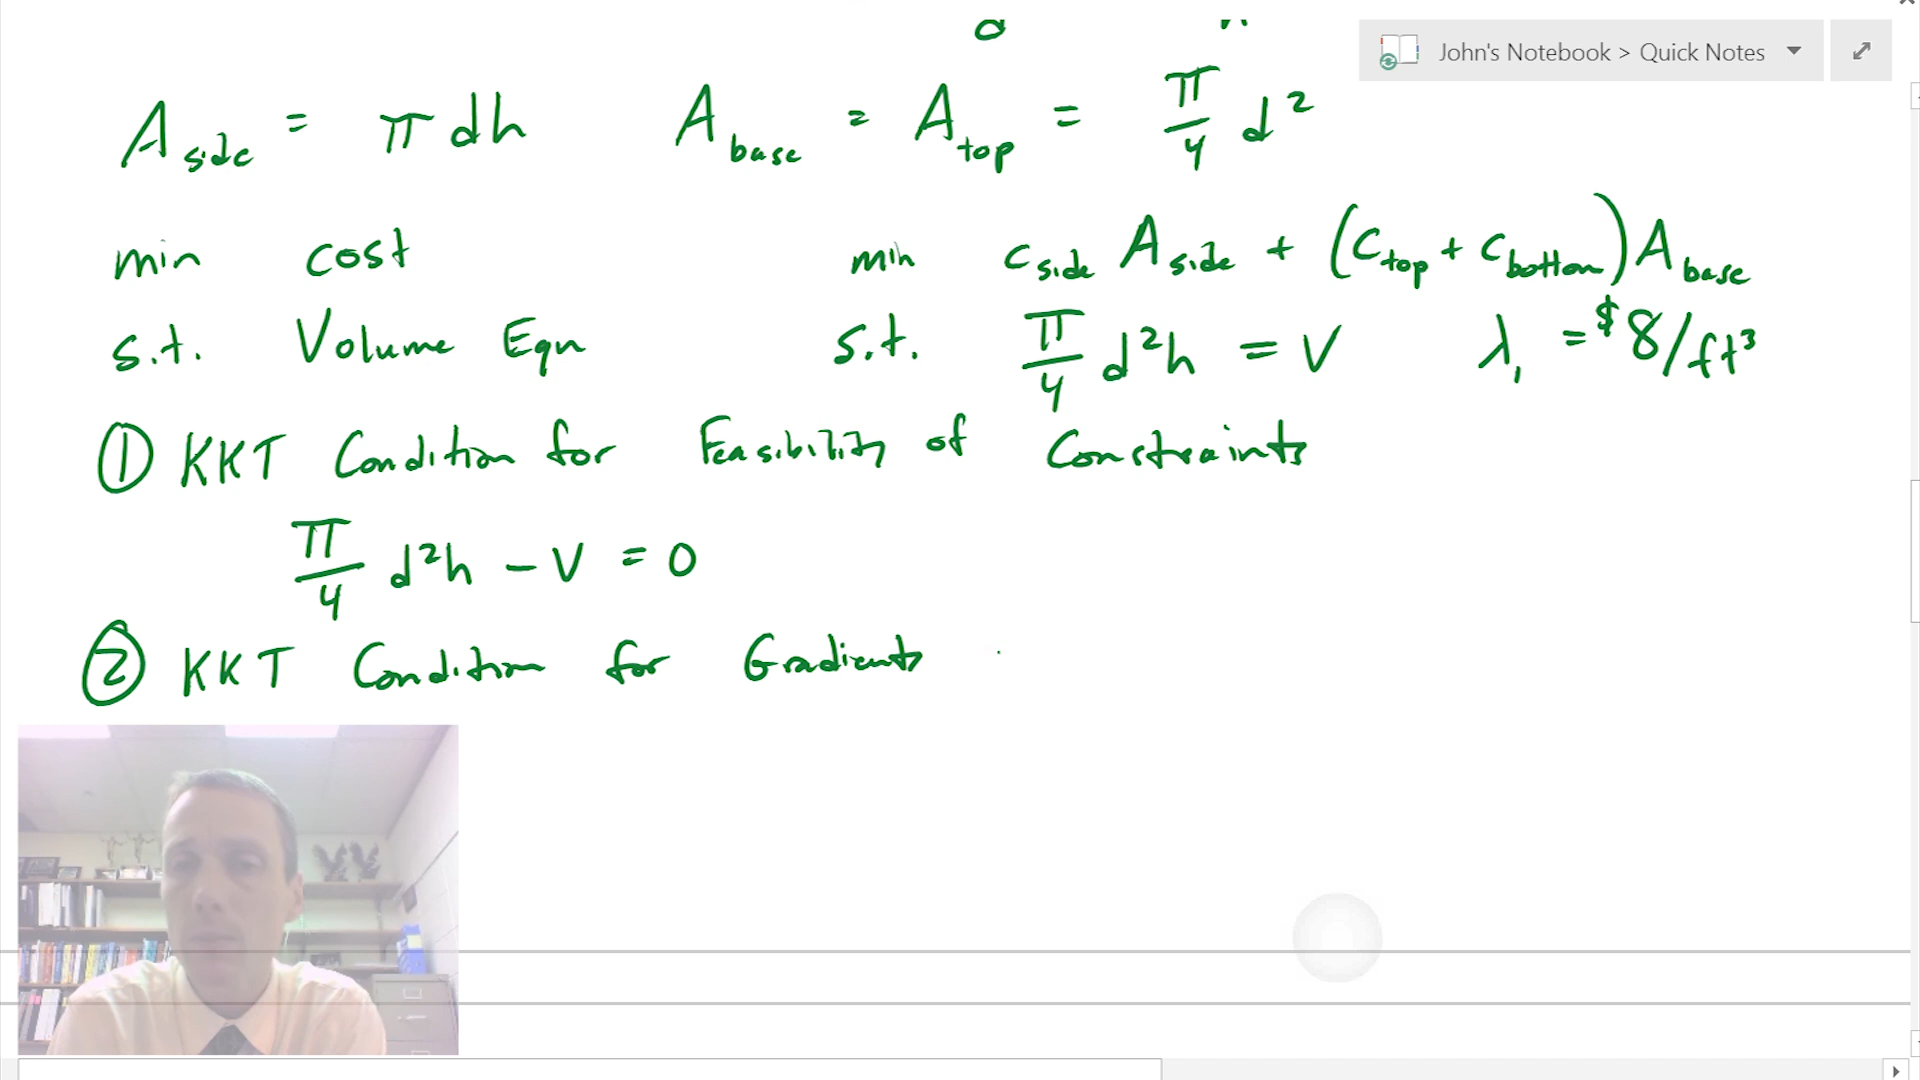 John's Notebook > Quick Notes
A_side = π dh    A_base = A_top = π/4 d²
min cost    min c_side A_side + (c_top + c_bottom) A_base
s.t. Volume Eqn    s.t. π/4 d²h = V    λ₁ = $8/ft³
① KKT Condition for Feasibility of Constraints
π/4 d²h - V = 0
② KKT Condition for Gradients